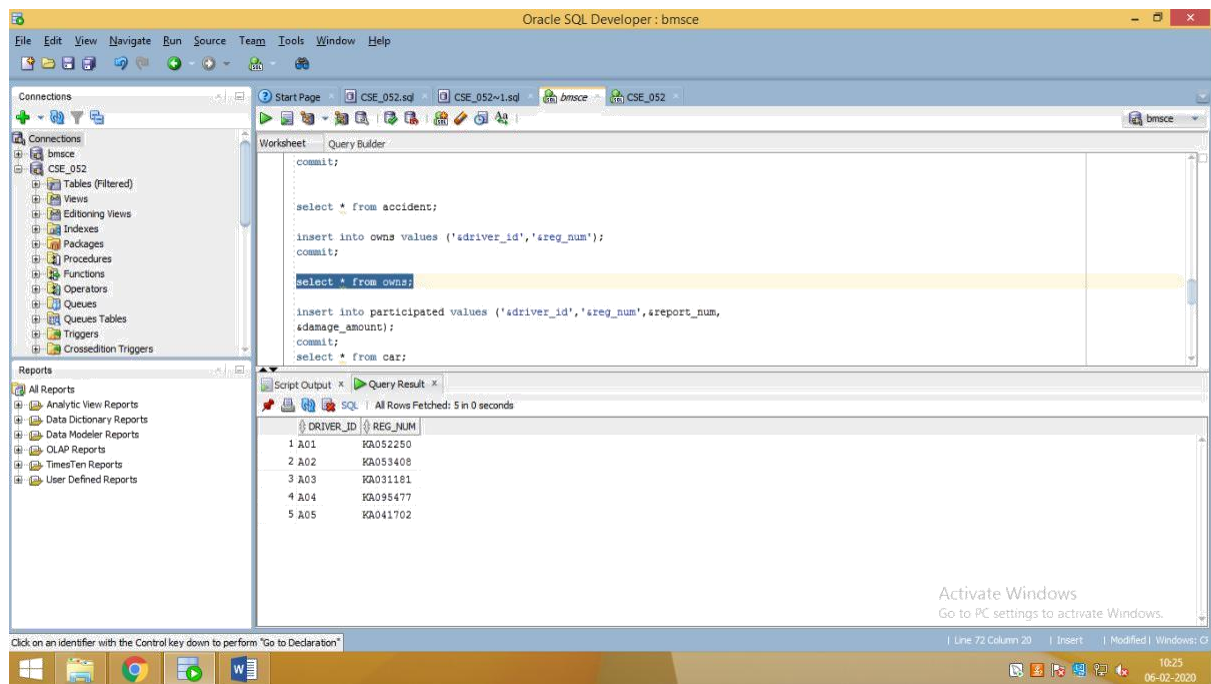 Oracle SQL Developer : bmsce
File Edit View Navigate Run Source Team Tools Window Help
Connections
Start Page CSE_052.sql CSE_052~1.sql bmsce CSE_052
bmsce
Connections
bmsce
CSE_052
Tables (Filtered)
Views
Editioning Views
Indexes
Packages
Procedures
Functions
Operators
Queues
Queues Tables
Triggers
Crossedition Triggers
Worksheet Query Builder
commit;
select * from accident;
insert into owns values ('&driver_id','&reg_num');
commit;
select * from owns;
insert into participated values ('&driver_id','&reg_num',&report_num,
&damage_amount);
commit;
select * from car;
Reports
All Reports
Analytic View Reports
Data Dictionary Reports
Data Modeler Reports
OLAP Reports
TimesTen Reports
User Defined Reports
Script Output × Query Result ×
SQL | All Rows Fetched: 5 in 0 seconds
DRIVER_ID REG_NUM
1 A01 KA052250
2 A02 KA053408
3 A03 KA031181
4 A04 KA095477
5 A05 KA041702
Activate Windows
Go to PC settings to activate Windows.
Click on an identifier with the Control key down to perform "Go to Declaration"
| Line 72 Column 20 | Insert | Modified | Windows: C
10:25
06-02-2020